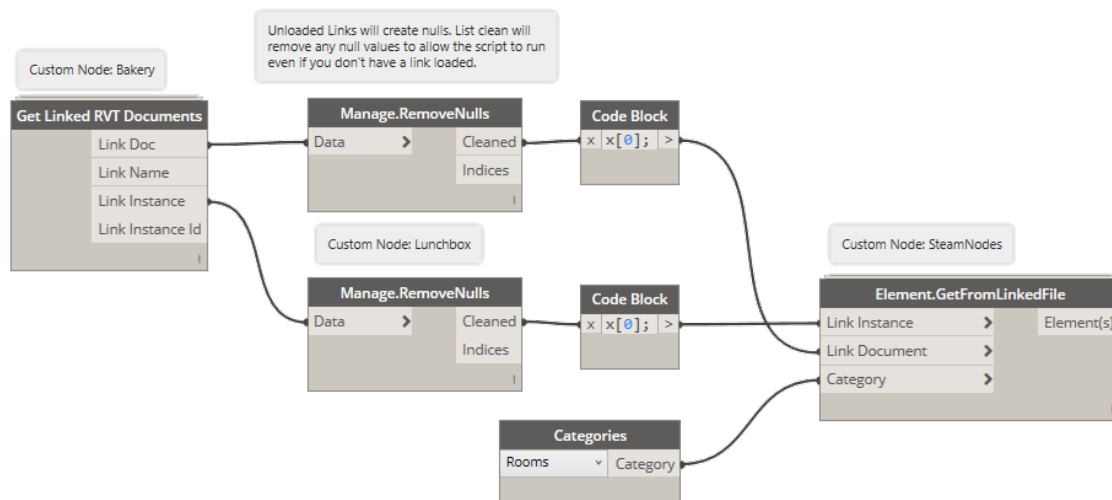 Unloaded Links will create nulls. List clean will
remove any null values to allow the script to run
even if you don't have a link loaded.
Custom Node: Bakery
Get Linked RVT Documents
Link Doc
Link Name
Link Instance
Link Instance Id
Manage.RemoveNulls
Data > Cleaned
Indices
Code Block
x x[0]; >
Custom Node: Lunchbox
Manage.RemoveNulls
Data > Cleaned
Indices
Code Block
x x[0]; >
Custom Node: SteamNodes
Element.GetFromLinkedFile
Link Instance > Element(s)
Link Document >
Category >
Categories
Rooms Category